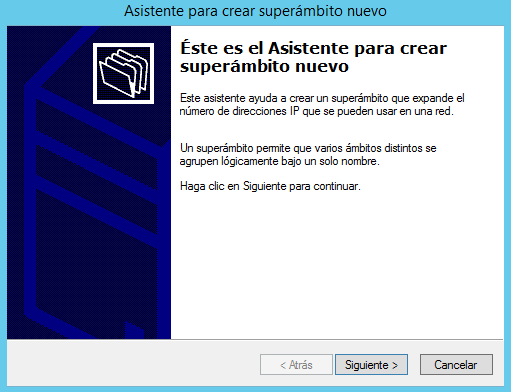 Asistente para crear superámbito nuevo
Éste es el Asistente para crear
superámbito nuevo
Este asistente ayuda a crear un superámbito que expande el
número de direcciones IP que se pueden usar en una red.
Un superámbito permite que varios ámbitos distintos se
agrupen lógicamente bajo un solo nombre.
Haga clic en Siguiente para continuar.
< Atrás
Siguiente >
Cancelar